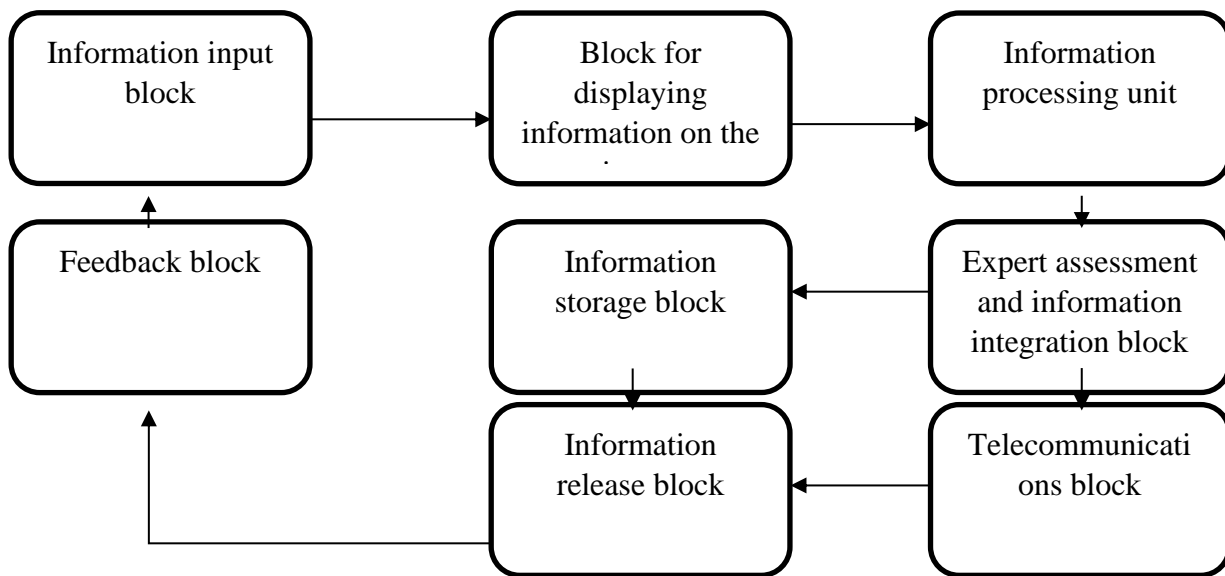 Information input
block
Block for
displaying
information on the
Information
processing unit
Feedback block
Information
storage block
Expert assessment
and information
integration block
Information
release block
Telecommunicati
ons block